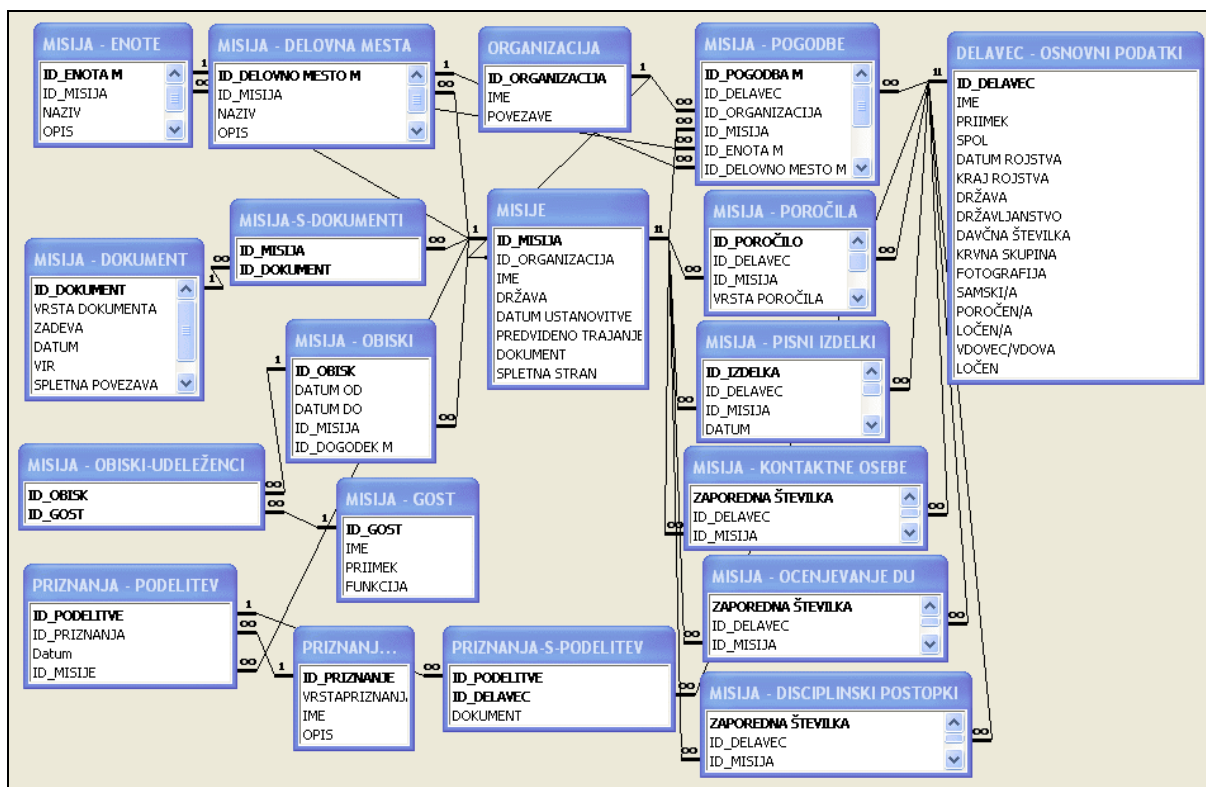 MISIJA - ENOTE
ID_ENOTA M
ID_MISIJA
NAZIV
OPIS
MISIJA - DELOVNA MESTA
ID_DELOVNO MESTO M
ID_MISIJA
NAZIV
OPIS
ORGANIZACIJA
ID_ORGANIZACIJA
IME
POVEZAVE
MISIJA - POGODBE
ID_POGODBA M
ID_DELAVEC
ID_ORGANIZACIJA
ID_MISIJA
ID_ENOTA M
ID_DELOVNO MESTO M
DELAVEC - OSNOVNI PODATKI
ID_DELAVEC
IME
PRIIMEK
SPOL
DATUM ROJSTVA
KRAJ ROJSTVA
DRŽAVA
DRŽAVLJANSTVO
DAVČNA ŠTEVILKA
KRVNA SKUPINA
FOTOGRAFIJA
SAMSKI/A
POROČEN/A
LOČEN/A
VDOVEC/VDOVA
LOČEN
MISIJA-S-DOKUMENTI
ID_MISIJA
ID_DOKUMENT
MISIJE
ID_MISIJA
ID_ORGANIZACIJA
IME
DRŽAVA
DATUM USTANOVITVE
PREDVIDENO TRAJANJE
DOKUMENT
SPLETNA STRAN
MISIJA - POROČILA
ID_POROČILO
ID_DELAVEC
ID_MISIJA
VRSTA POROČILA
MISIJA - DOKUMENT
ID_DOKUMENT
VRSTA DOKUMENTA
ZADEVA
DATUM
VIR
SPLETNA POVEZAVA
MISIJA - OBISKI
ID_OBISK
DATUM OD
DATUM DO
ID_MISIJA
ID_DOGODEK M
MISIJA - PISNI IZDELKI
ID_IZDELKA
ID_DELAVEC
ID_MISIJA
DATUM
MISIJA - OBISKI-UDELEŽENCI
ID_OBISK
ID_GOST
MISIJA - GOST
ID_GOST
IME
PRIIMEK
FUNKCIJA
MISIJA - KONTAKTNE OSEBE
ZAPOREDNA ŠTEVILKA
ID_DELAVEC
ID_MISIJA
PRIZNANJA - PODELITEV
ID_PODELITVE
ID_PRIZNANJA
Datum
ID_MISIJE
MISIJA - OCENJEVANJE DU
ZAPOREDNA ŠTEVILKA
ID_DELAVEC
ID_MISIJA
PRIZNANJ...
ID_PRIZNANJE
VRSTAPRIZNANJ
IME
OPIS
PRIZNANJA-S-PODELITEV
ID_PODELITVE
ID_DELAVEC
DOKUMENT
MISIJA - DISCIPLINSKI POSTOPKI
ZAPOREDNA ŠTEVILKA
ID_DELAVEC
ID_MISIJA